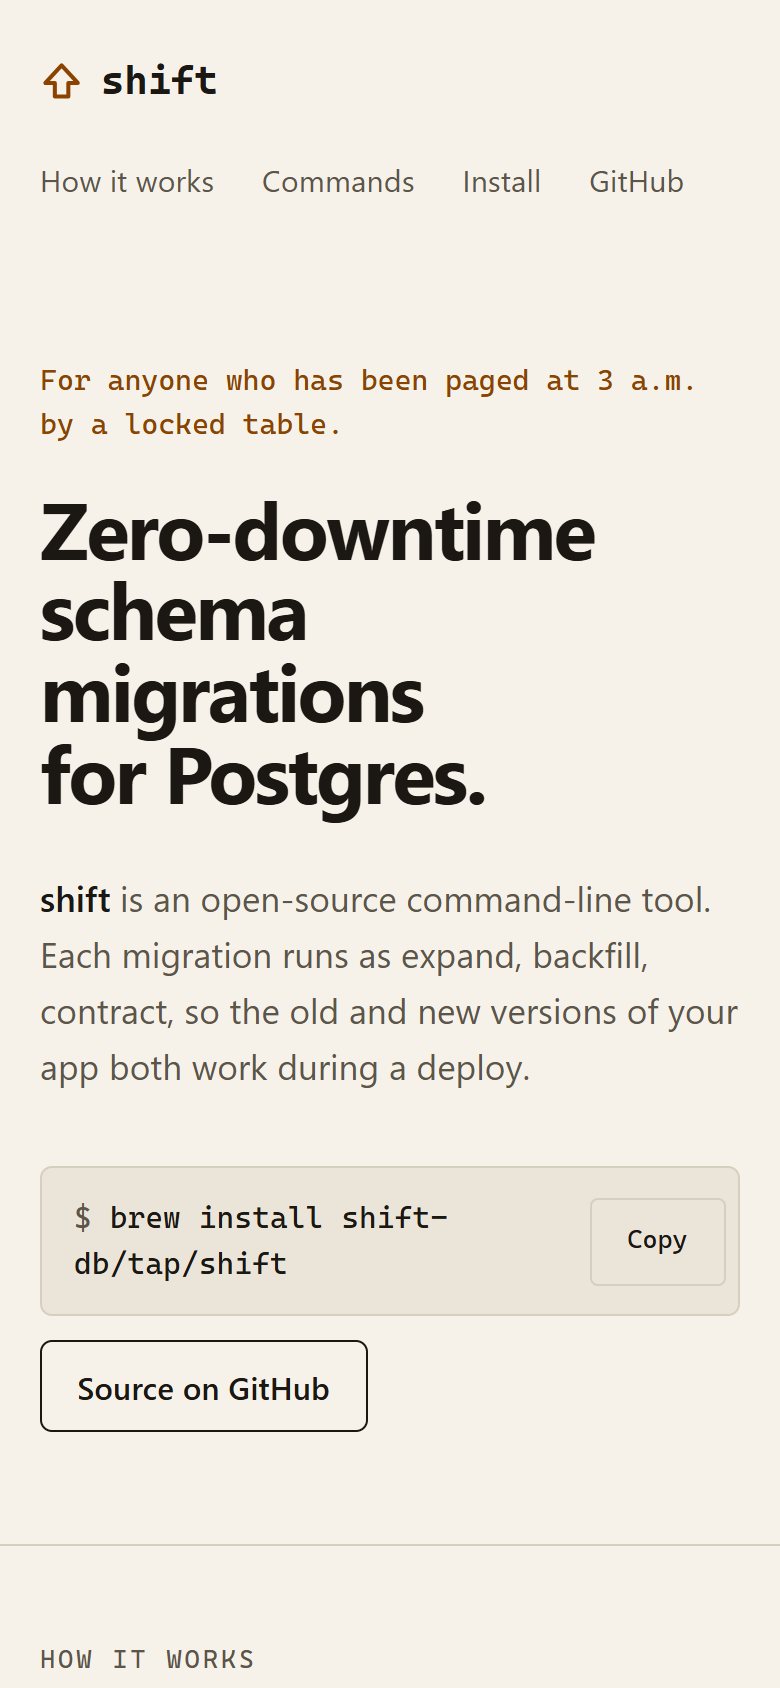 shift
How it works Commands Install GitHub
For anyone who has been paged at 3 a.m.
by a locked table.
Zero-downtime
schema
migrations
for Postgres.
shift is an open-source command-line tool.
Each migration runs as expand, backfill,
contract, so the old and new versions of your
app both work during a deploy.
$ brew install shift-
db/tap/shift
Copy
Source on GitHub
HOW IT WORKS